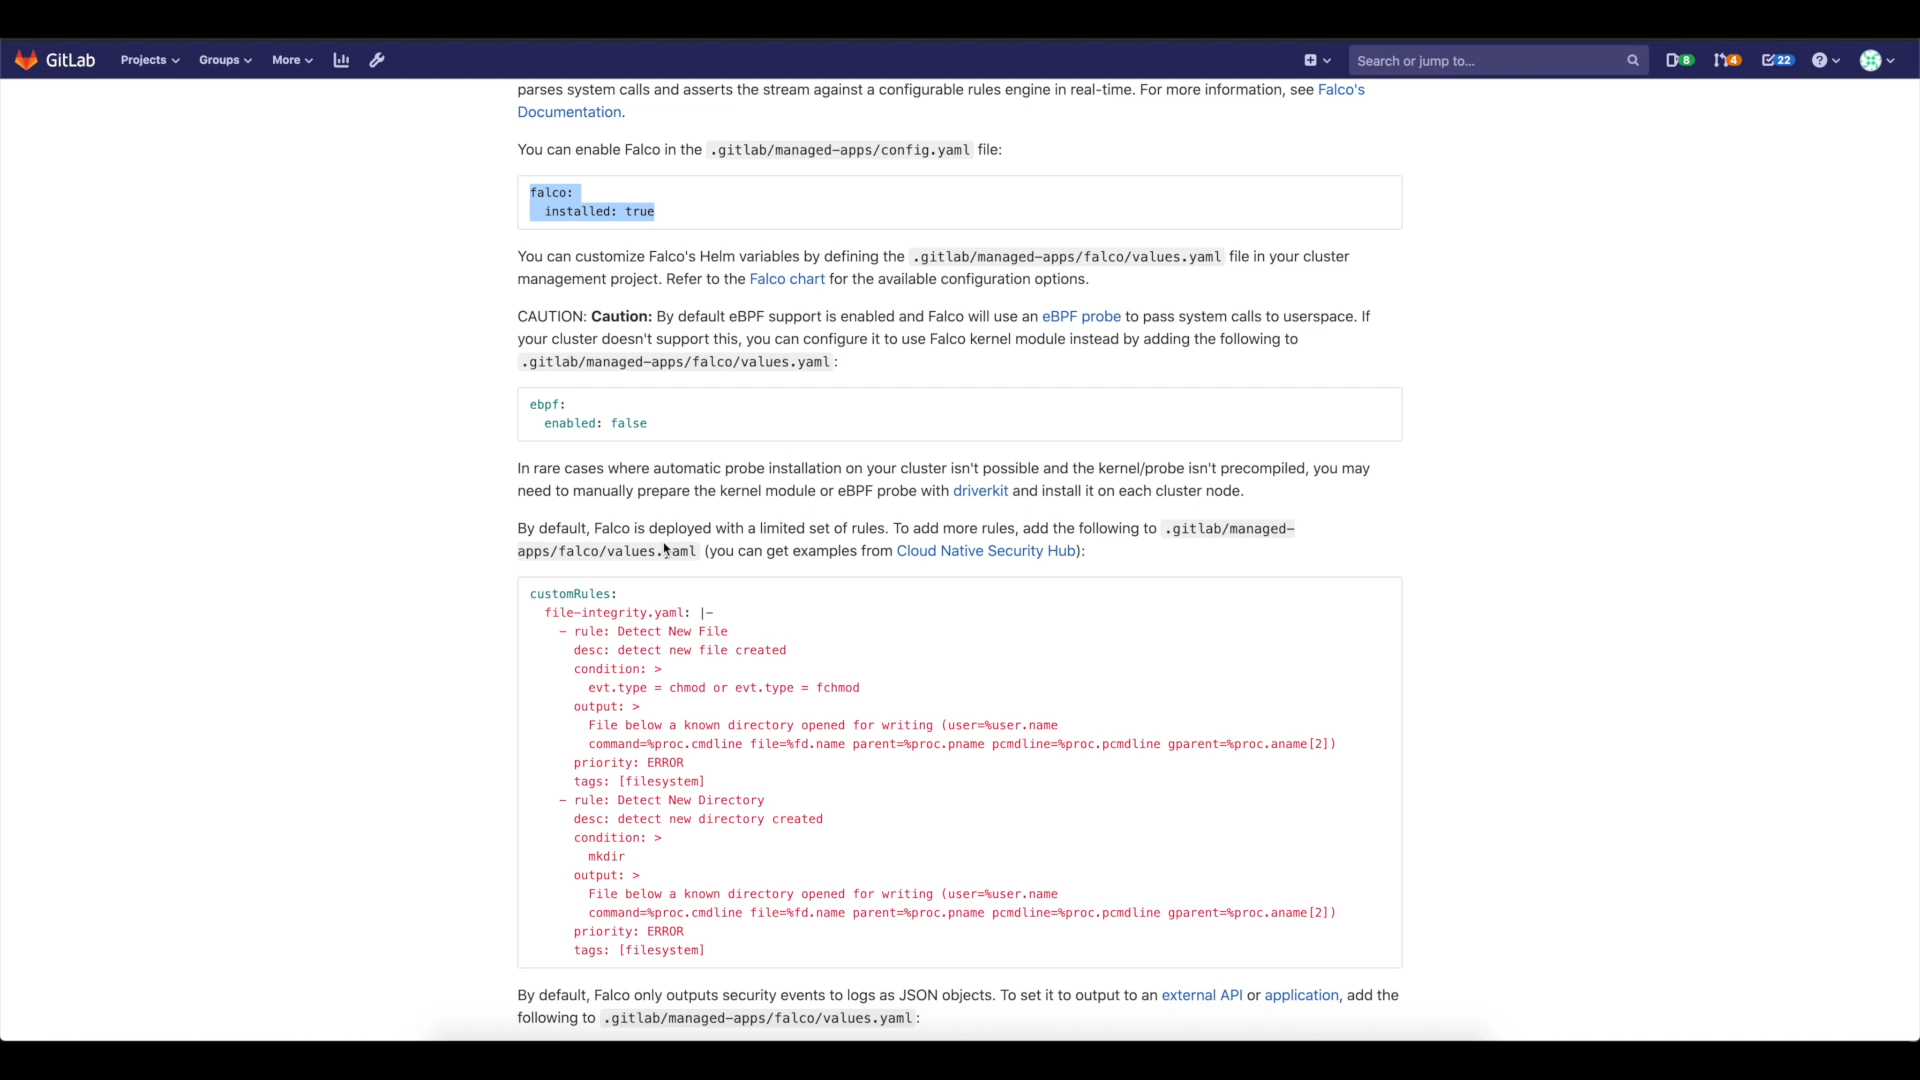 GitLab Projects Groups More Search or jump to... 8 4 22
parses system calls and asserts the stream against a configurable rules engine in real-time. For more information, see Falco's
Documentation.
You can enable Falco in the .gitlab/managed-apps/config.yaml file:
falco:
  installed: true
You can customize Falco's Helm variables by defining the .gitlab/managed-apps/falco/values.yaml file in your cluster
management project. Refer to the Falco chart for the available configuration options.
CAUTION: Caution: By default eBPF support is enabled and Falco will use an eBPF probe to pass system calls to userspace. If
your cluster doesn't support this, you can configure it to use Falco kernel module instead by adding the following to
.gitlab/managed-apps/falco/values.yaml:
ebpf:
  enabled: false
In rare cases where automatic probe installation on your cluster isn't possible and the kernel/probe isn't precompiled, you may
need to manually prepare the kernel module or eBPF probe with driverkit and install it on each cluster node.
By default, Falco is deployed with a limited set of rules. To add more rules, add the following to .gitlab/managed-
apps/falco/values.yaml (you can get examples from Cloud Native Security Hub):
customRules:
  file-integrity.yaml: |-
    - rule: Detect New File
      desc: detect new file created
      condition: >
        evt.type = chmod or evt.type = fchmod
      output: >
        File below a known directory opened for writing (user=%user.name
        command=%proc.cmdline file=%fd.name parent=%proc.pname pcmdline=%proc.pcmdline gparent=%proc.aname[2])
      priority: ERROR
      tags: [filesystem]
    - rule: Detect New Directory
      desc: detect new directory created
      condition: >
        mkdir
      output: >
        File below a known directory opened for writing (user=%user.name
        command=%proc.cmdline file=%fd.name parent=%proc.pname pcmdline=%proc.pcmdline gparent=%proc.aname[2])
      priority: ERROR
      tags: [filesystem]
By default, Falco only outputs security events to logs as JSON objects. To set it to output to an external API or application, add the
following to .gitlab/managed-apps/falco/values.yaml: